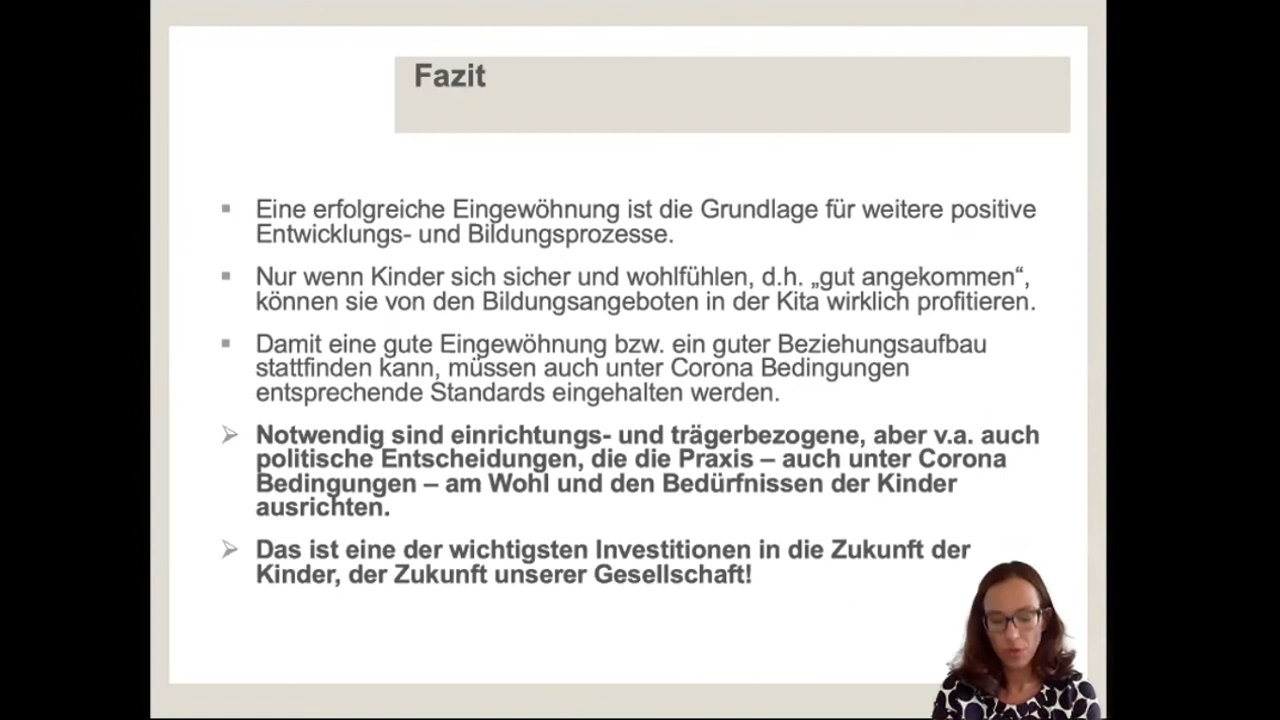 Fazit
Eine erfolgreiche Eingewöhnung ist die Grundlage für weitere positive
Entwicklungs- und Bildungsprozesse.
Nur wenn Kinder sich sicher und wohlfühlen, d.h. „gut angekommen“,
können sie von den Bildungsangeboten in der Kita wirklich profitieren.
Damit eine gute Eingewöhnung bzw. ein guter Beziehungsaufbau
stattfinden kann, müssen auch unter Corona Bedingungen
entsprechende Standards eingehalten werden.
Notwendig sind einrichtungs- und trägerbezogene, aber v.a. auch
politische Entscheidungen, die die Praxis – auch unter Corona
Bedingungen – am Wohl und den Bedürfnissen der Kinder
ausrichten.
Das ist eine der wichtigsten Investitionen in die Zukunft der
Kinder, der Zukunft unserer Gesellschaft!